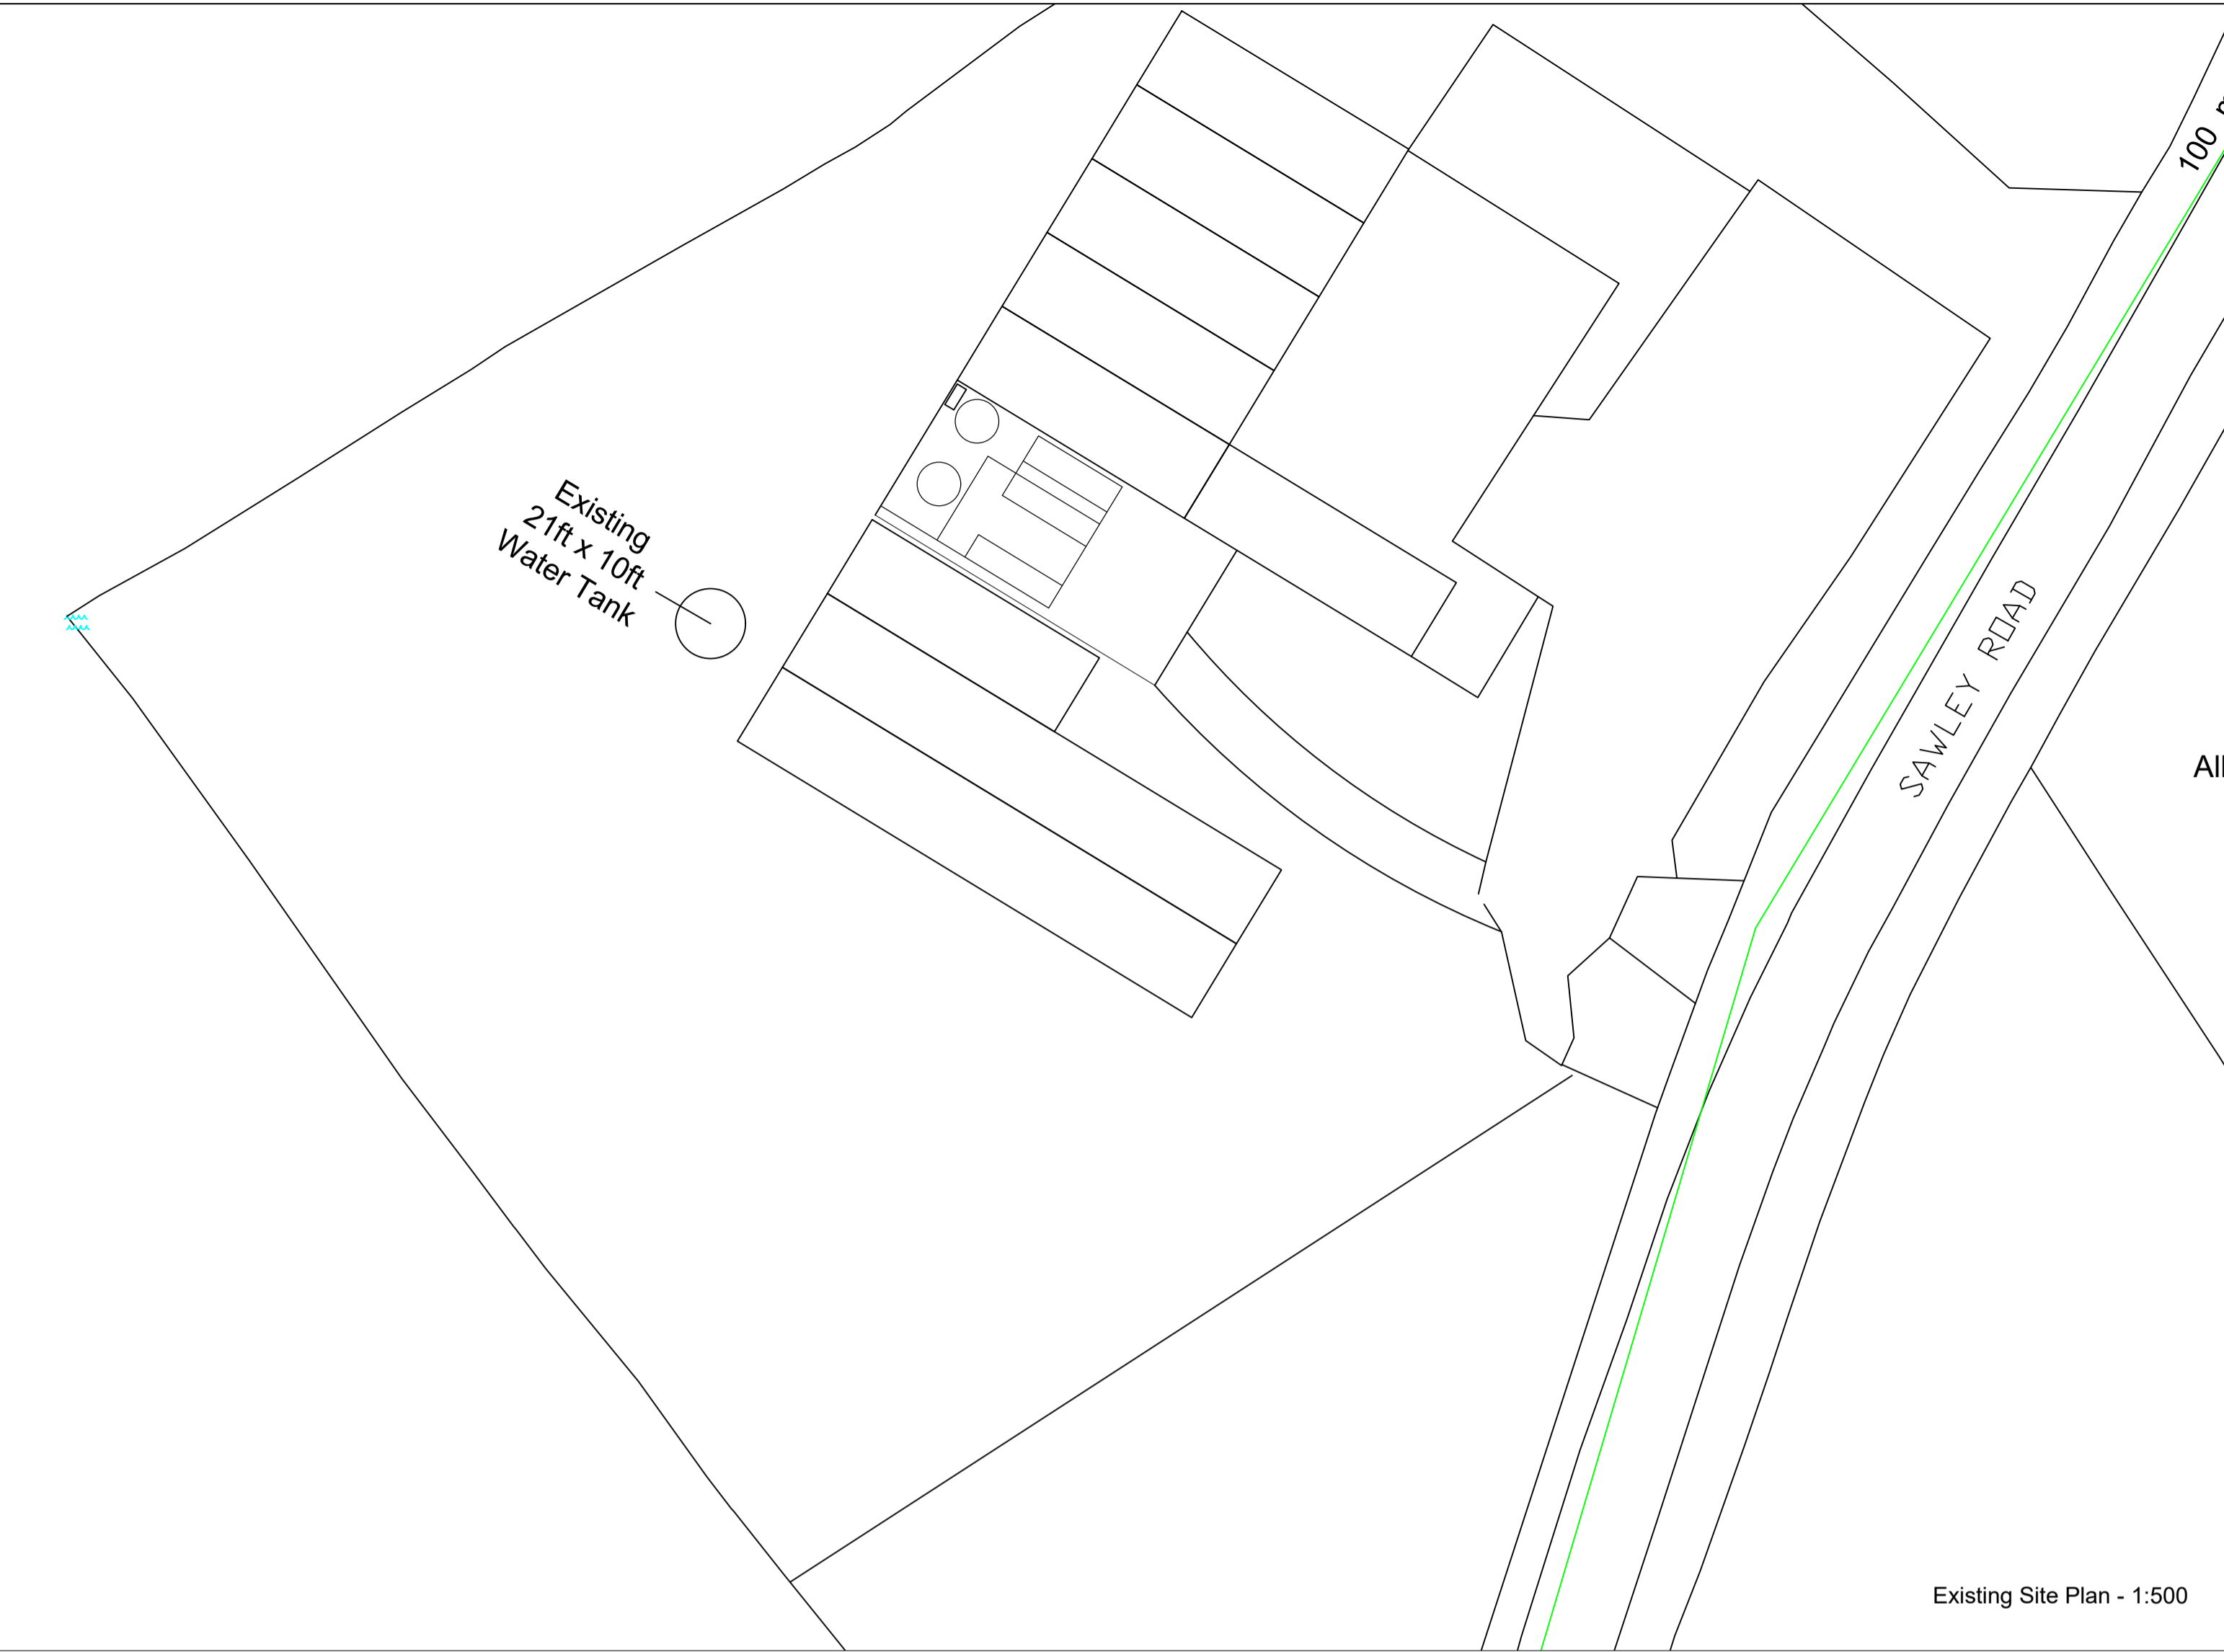 100
Existing
21ft x 10ft
Water Tank
SAWLEY ROAD
Existing Site Plan - 1:500